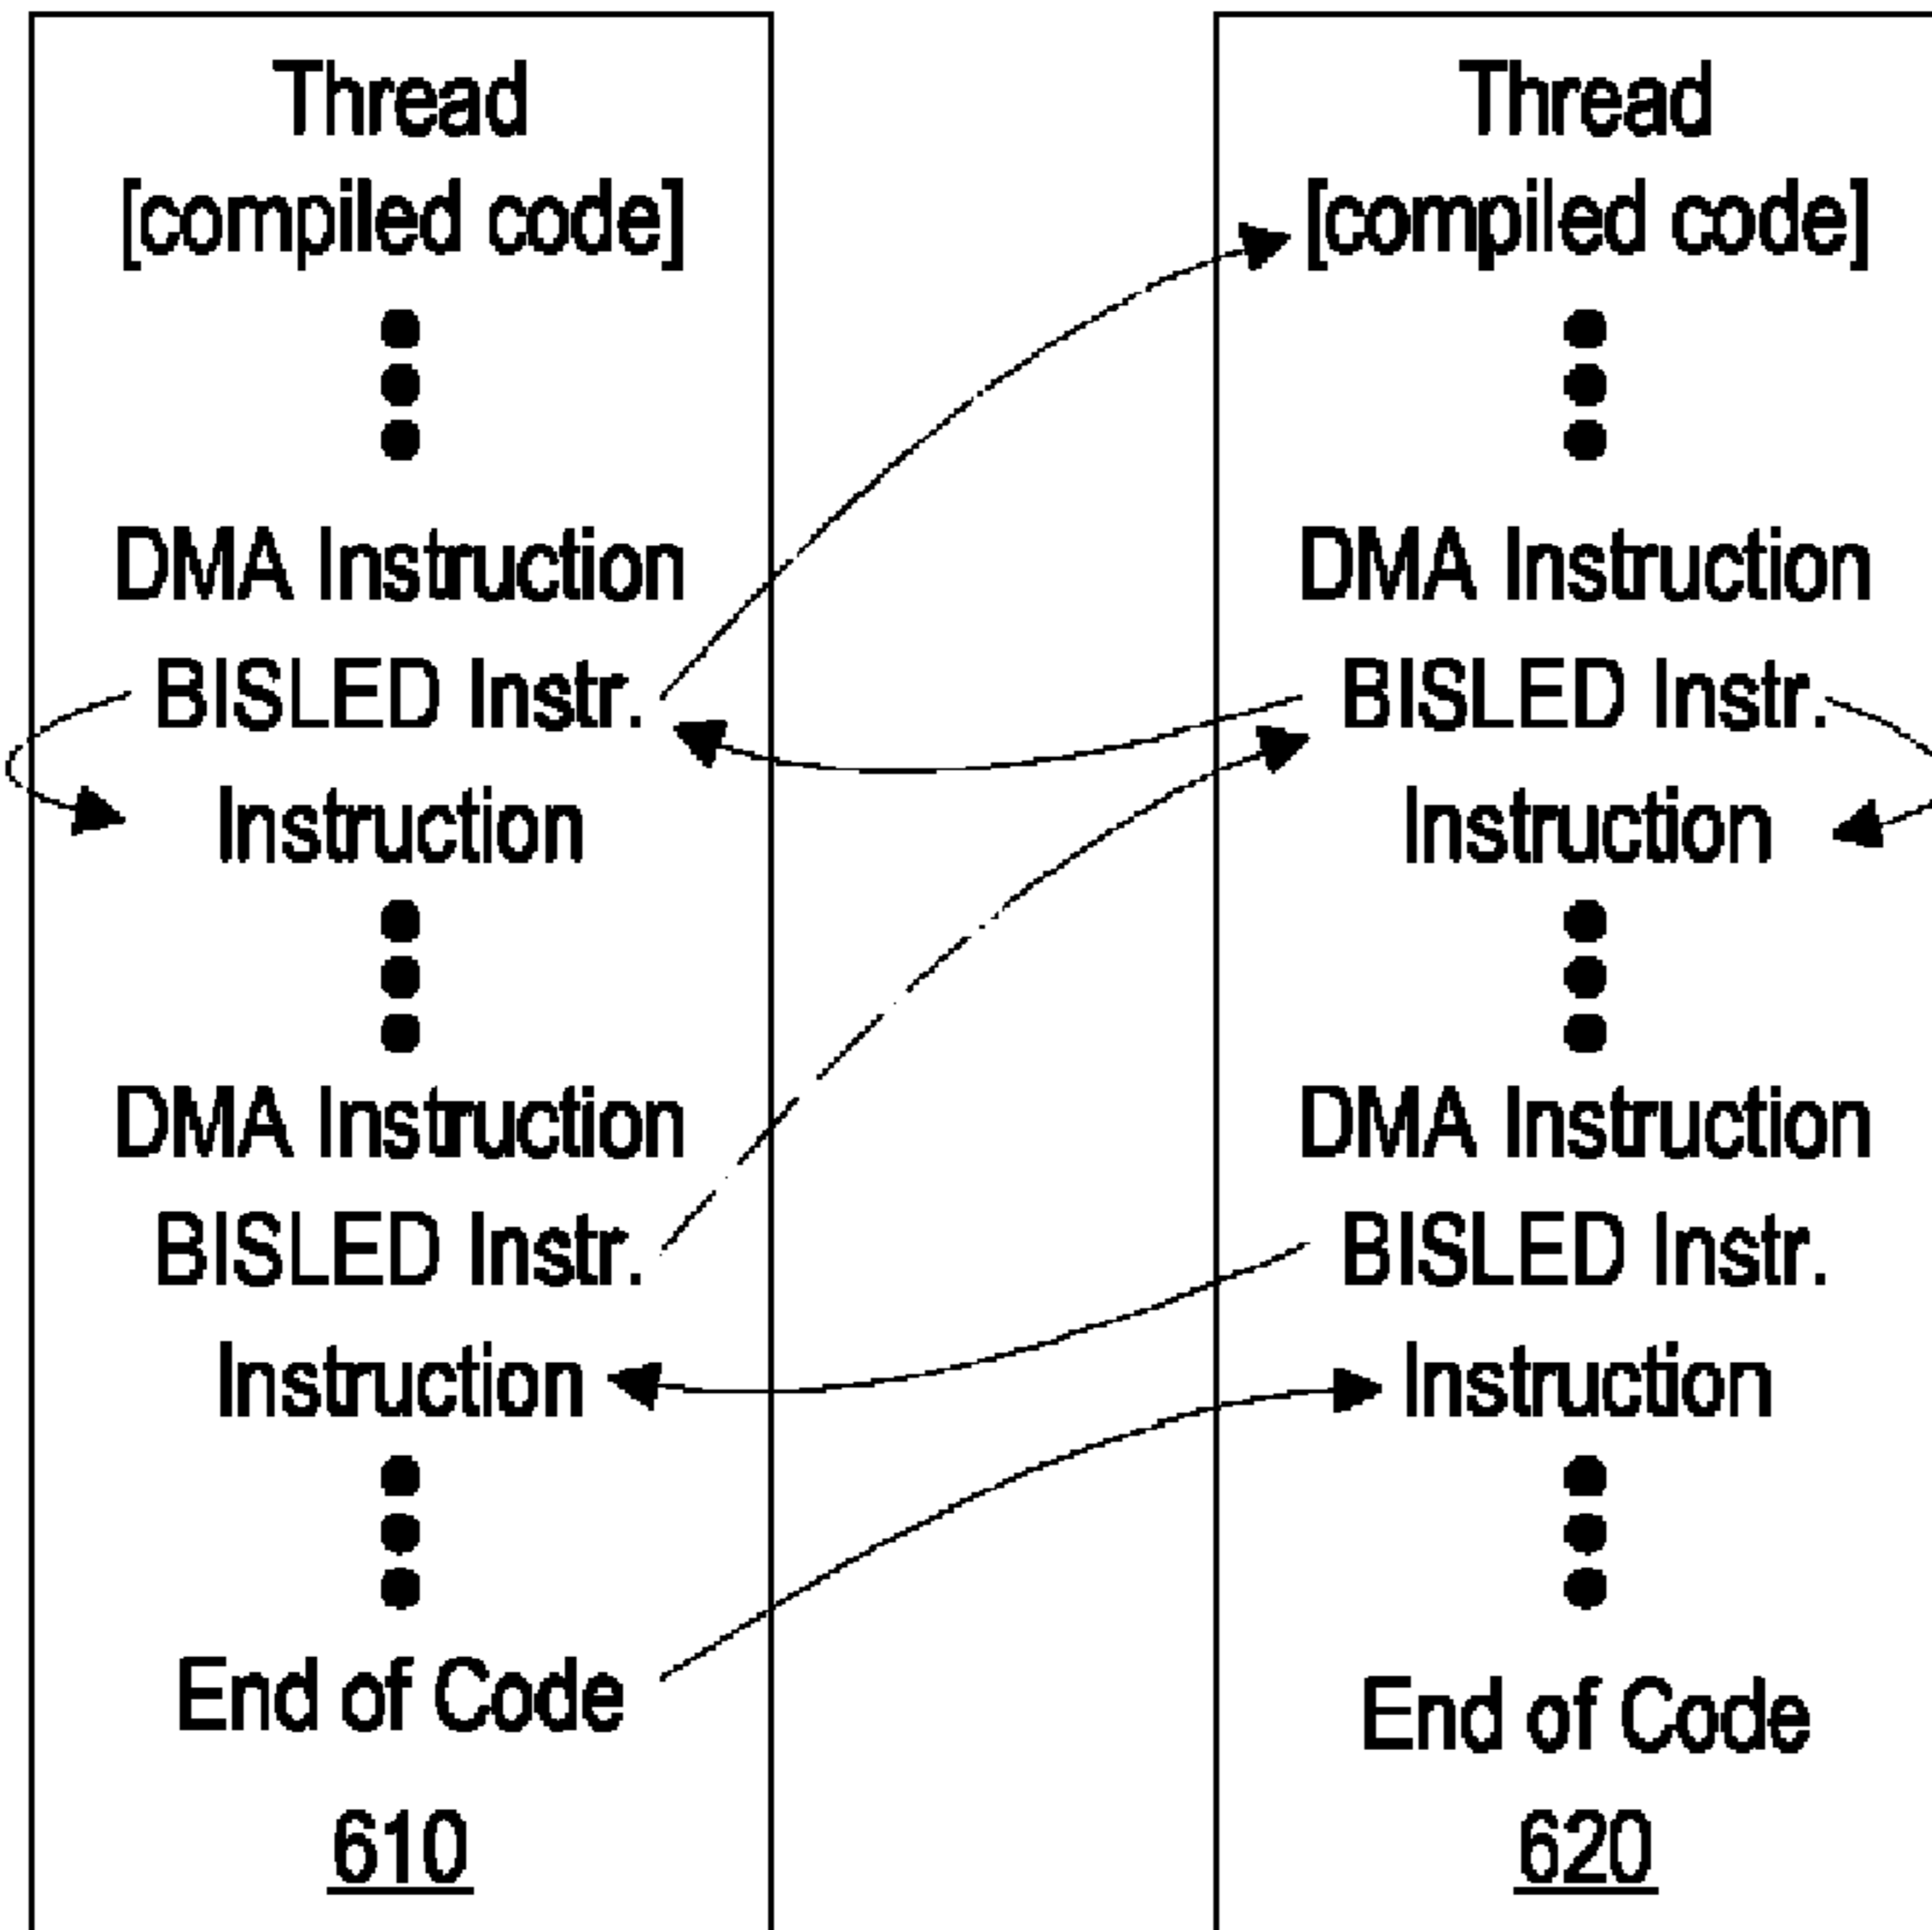 Thread
[compiled code]
DMA Instruction
BISLED Instr.
Instruction
DMA Instruction
BISLED Instr.
Instruction
End of Code
610
Thread
[compiled code]
DMA Instruction
BISLED Instr.
Instruction
DMA Instruction
BISLED Instr.
Instruction
End of Code
620